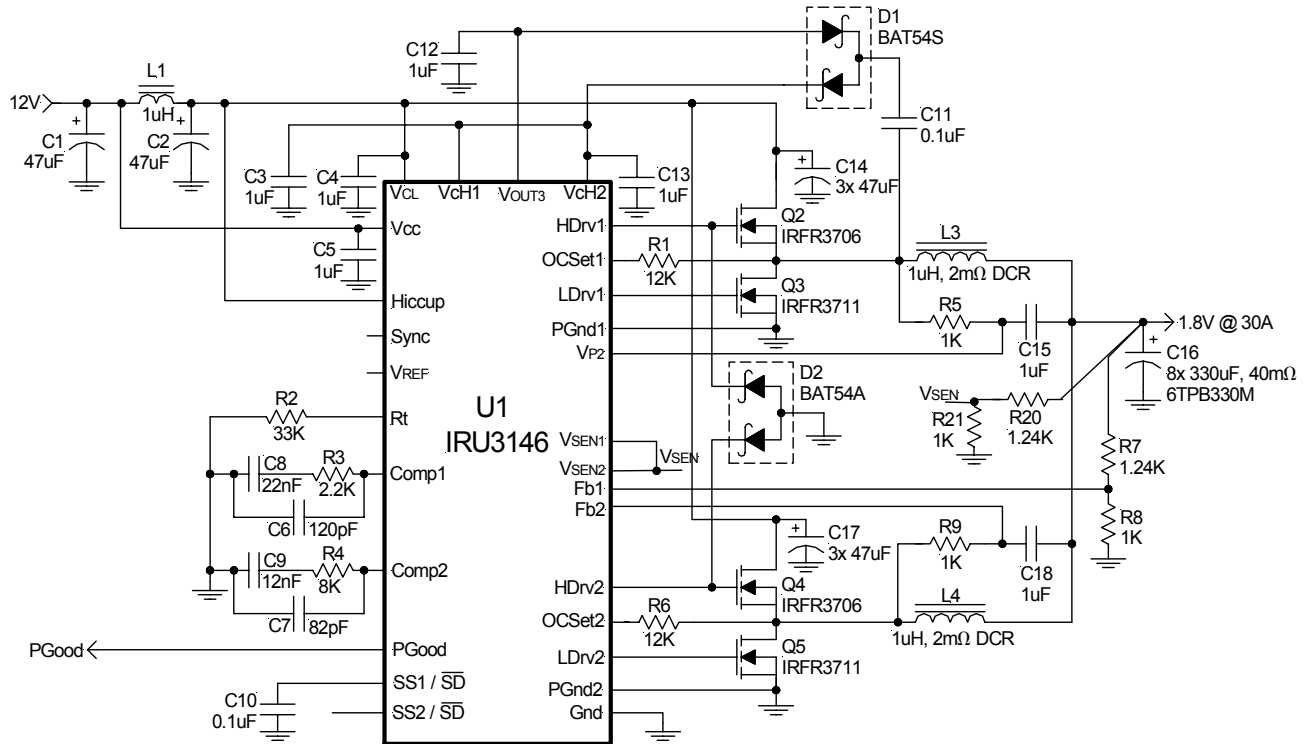 D1
BAT54S
C12
1uF
L1
1uH
12V
C1
47uF
C2
47uF
C11
0.1uF
C3
1uF
C4
1uF
C13
1uF
C14
3x 47uF
VCL
VcH1
VOUT3
VcH2
Vcc
C5
1uF
HDrv1
Q2
IRFR3706
L3
1uH, 2mΩ DCR
OCSet1
R1
12K
Hiccup
LDrv1
Q3
IRFR3711
R5
1K
C15
1uF
1.8V @ 30A
Sync
PGnd1
VP2
VREF
D2
BAT54A
C16
8x 330uF, 40mΩ
6TPB330M
R2
33K
Rt
U1
IRU3146
VSEN
R21
1K
R20
1.24K
R7
1.24K
VSEN1
VSEN2
VSEN
C8
22nF
R3
2.2K
Comp1
Fb1
Fb2
C6
120pF
R8
1K
C17
3x 47uF
R9
1K
C18
1uF
C9
12nF
R4
8K
Comp2
HDrv2
Q4
IRFR3706
L4
1uH, 2mΩ DCR
C7
82pF
OCSet2
R6
12K
PGood
PGood
LDrv2
Q5
IRFR3711
SS1 / SD
PGnd2
C10
0.1uF
SS2 / SD
Gnd